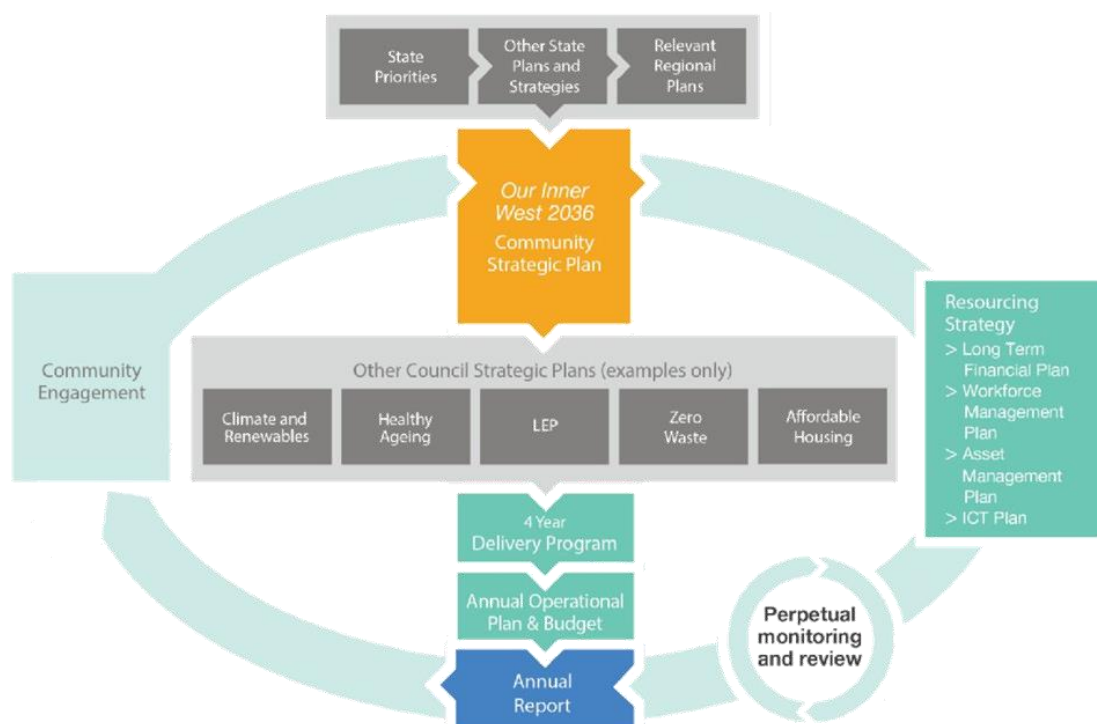 State
Priorities
Other State
Plans and
Strategies
Relevant
Regional
Plans
Our Inner
West 2036
Community
Strategic Plan
Community
Engagement
Other Council Strategic Plans (examples only)
Climate and
Renewables
Healthy
Ageing
LEP
Zero
Waste
Affordable
Housing
Resourcing
Strategy
> Long Term
Financial Plan
> Workforce
Management
Plan
> Asset
Management
Plan
> ICT Plan
4 Year
Delivery Program
Annual Operational
Plan & Budget
Perpetual
monitoring
and review
Annual
Report